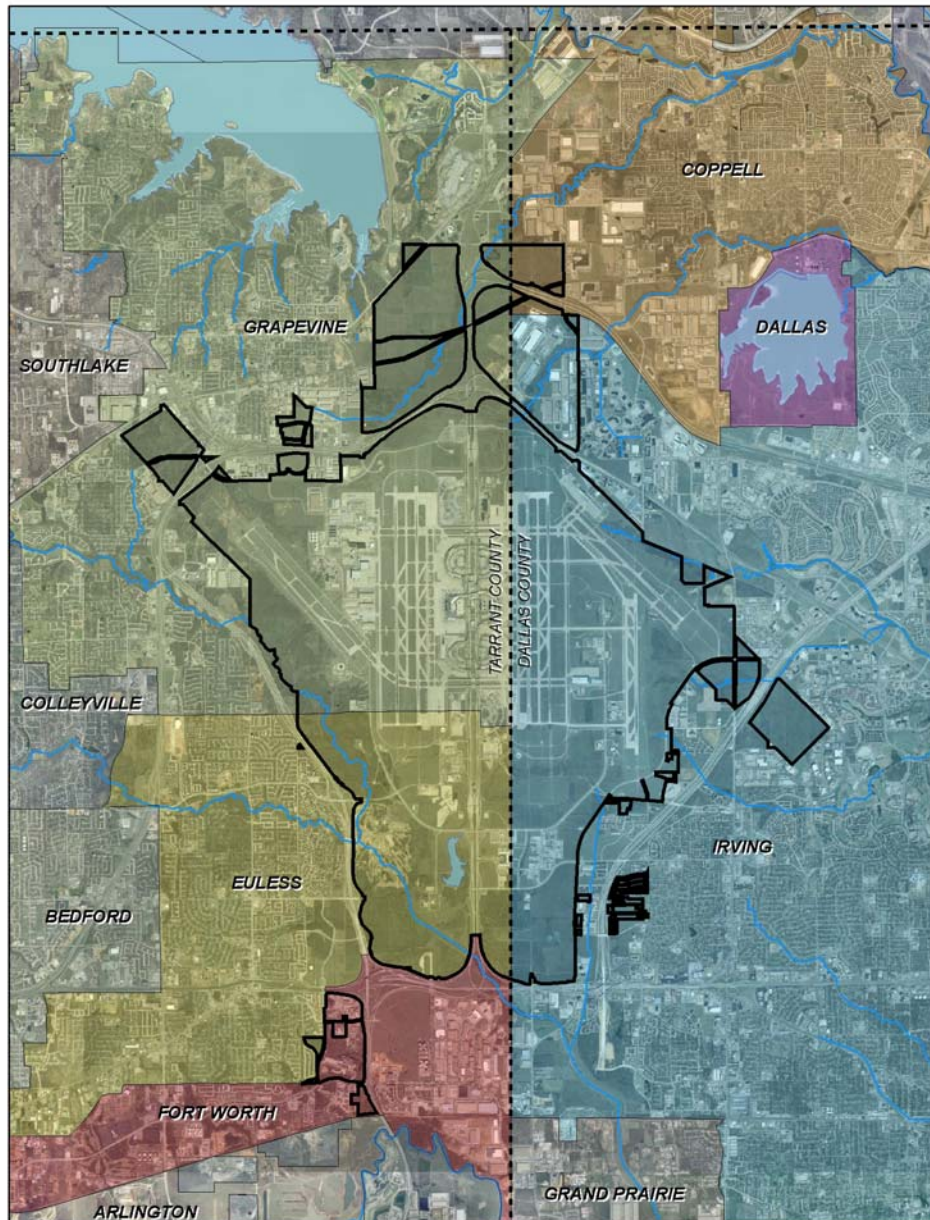 COPPELL
DALLAS
GRAPEVINE
SOUTHLAKE
TARRANT COUNTY
DALLAS COUNTY
COLLEYVILLE
IRVING
EULESS
BEDFORD
FORT WORTH
GRAND PRAIRIE
ARLINGTON